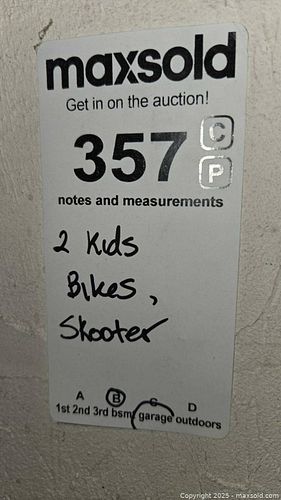 maxsold
Get in on the auction!
357 C
P
notes and measurements
2 Kids
Bikes,
Skooter
A B C D
1st 2nd 3rd bsm garage outdoors
Copyright 2025 - maxsold.com